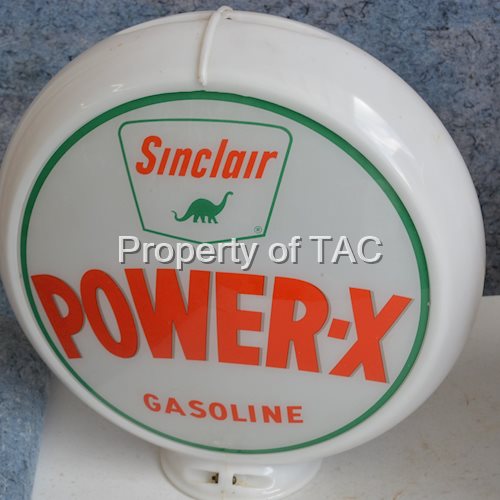 Sinclair
®
Property of TAC
POWER-X
GASOLINE